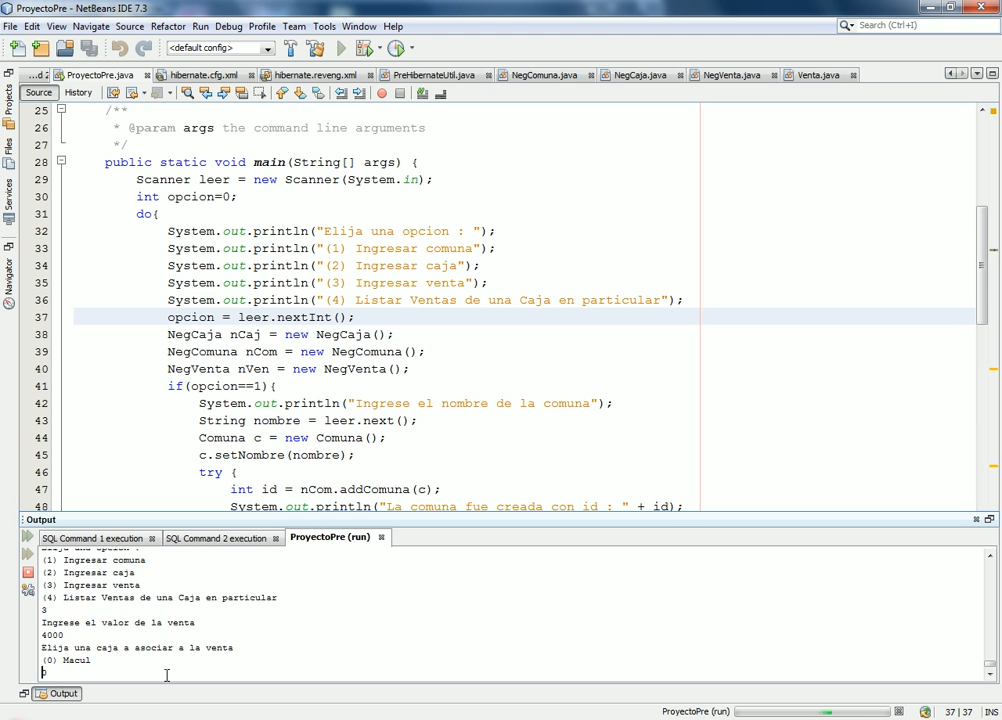 ProyectoPre - NetBeans IDE 7.3
File Edit View Navigate Source Refactor Run Debug Profile Team Tools Window Help
<default config>
Search (Ctrl+I)
...d 2 ProyectoPre.java hibernate.cfg.xml hibernate.reveng.xml PreHibernateUtil.java NegComuna.java NegCaja.java NegVenta.java Venta.java
Source History
Projects
Files
Services
Navigator
25 /**
26 * @param args the command line arguments
27 */
28 public static void main(String[] args) {
29 Scanner leer = new Scanner(System.in);
30 int opcion=0;
31 do{
32 System.out.println("Elija una opcion : ");
33 System.out.println("(1) Ingresar comuna");
34 System.out.println("(2) Ingresar caja");
35 System.out.println("(3) Ingresar venta");
36 System.out.println("(4) Listar Ventas de una Caja en particular");
37 opcion = leer.nextInt();
38 NegCaja nCaj = new NegCaja();
39 NegComuna nCom = new NegComuna();
40 NegVenta nVen = new NegVenta();
41 if(opcion==1){
42 System.out.println("Ingrese el nombre de la comuna");
43 String nombre = leer.next();
44 Comuna c = new Comuna();
45 c.setNombre(nombre);
46 try {
47 int id = nCom.addComuna(c);
48 System.out.println("La comuna fue creada con id : " + id);
Output
SQL Command 1 execution SQL Command 2 execution ProyectoPre (run)
Elija una opcion :
(1) Ingresar comuna
(2) Ingresar caja
(3) Ingresar venta
(4) Listar Ventas de una Caja en particular
3
Ingrese el valor de la venta
4000
Elija una caja a asociar a la venta
(0) Macul
0
Output
ProyectoPre (run) 37 | 37 INS